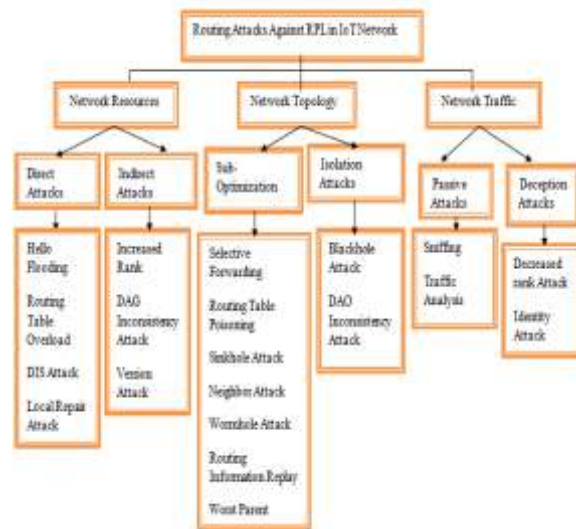 Routing Attacks Against RPL in IoT Network
Network Resources
Network Topology
Network Traffic
Direct
Attacks
Indirect
Attacks
Sub-
Optimization
Isolation
Attacks
Passive
Attacks
Deception
Attacks
Hello
Flooding
Routing
Table
Overload
DIS Attack
Local Repair
Attack
Increased
Rank
DAG
Inconsistency
Attack
Version
Attack
Selective
Forwarding
Routing Table
Poisoning
Sinkhole Attack
Neighbor Attack
Wormhole Attack
Routing
Information Replay
Worst Parent
Blackhole
Attack
DAO
Inconsistency
Attack
Sniffing
Traffic
Analysis
Decreased
rank Attack
Identity
Attack